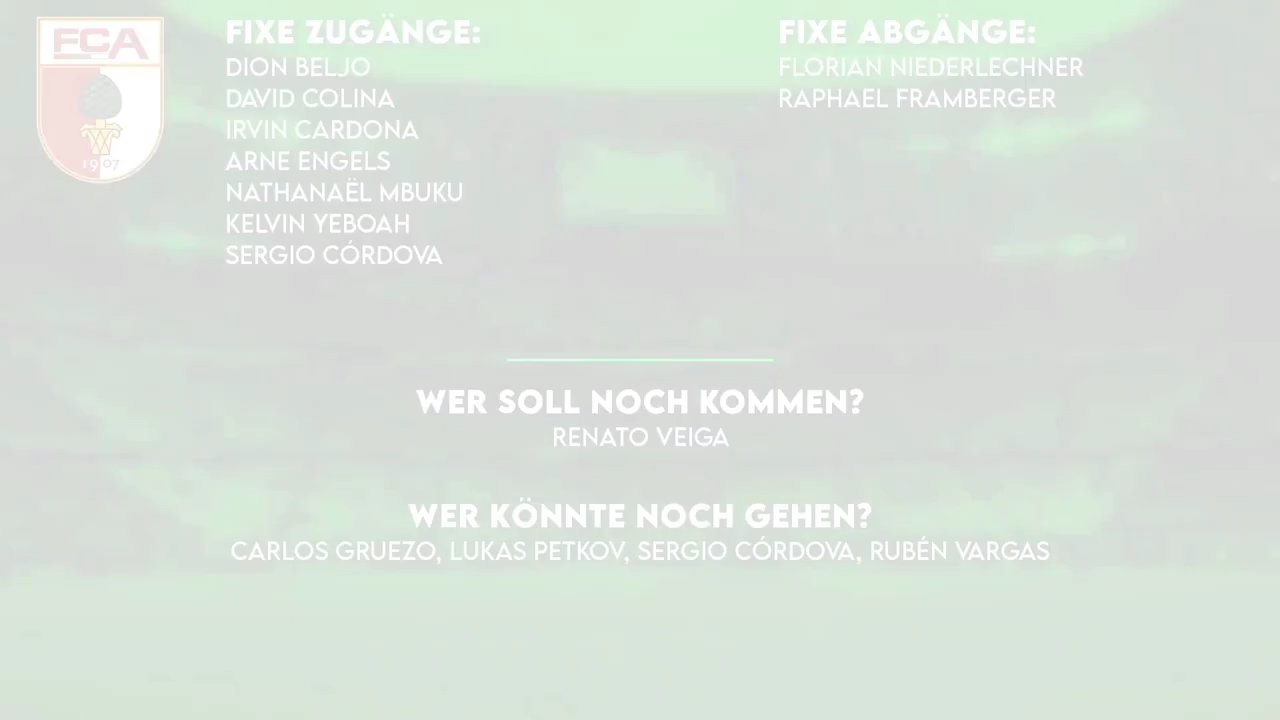 FCA
1907
FIXE ZUGÄNGE:
DION BELJO
DAVID COLINA
IRVIN CARDONA
ARNE ENGELS
NATHANAËL MBUKU
KELVIN YEBOAH
SERGIO CÓRDOVA
FIXE ABGÄNGE:
FLORIAN NIEDERLECHNER
RAPHAEL FRAMBERGER
WER SOLL NOCH KOMMEN?
RENATO VEIGA
WER KÖNNTE NOCH GEHEN?
CARLOS GRUEZO, LUKAS PETKOV, SERGIO CÓRDOVA, RUBÉN VARGAS